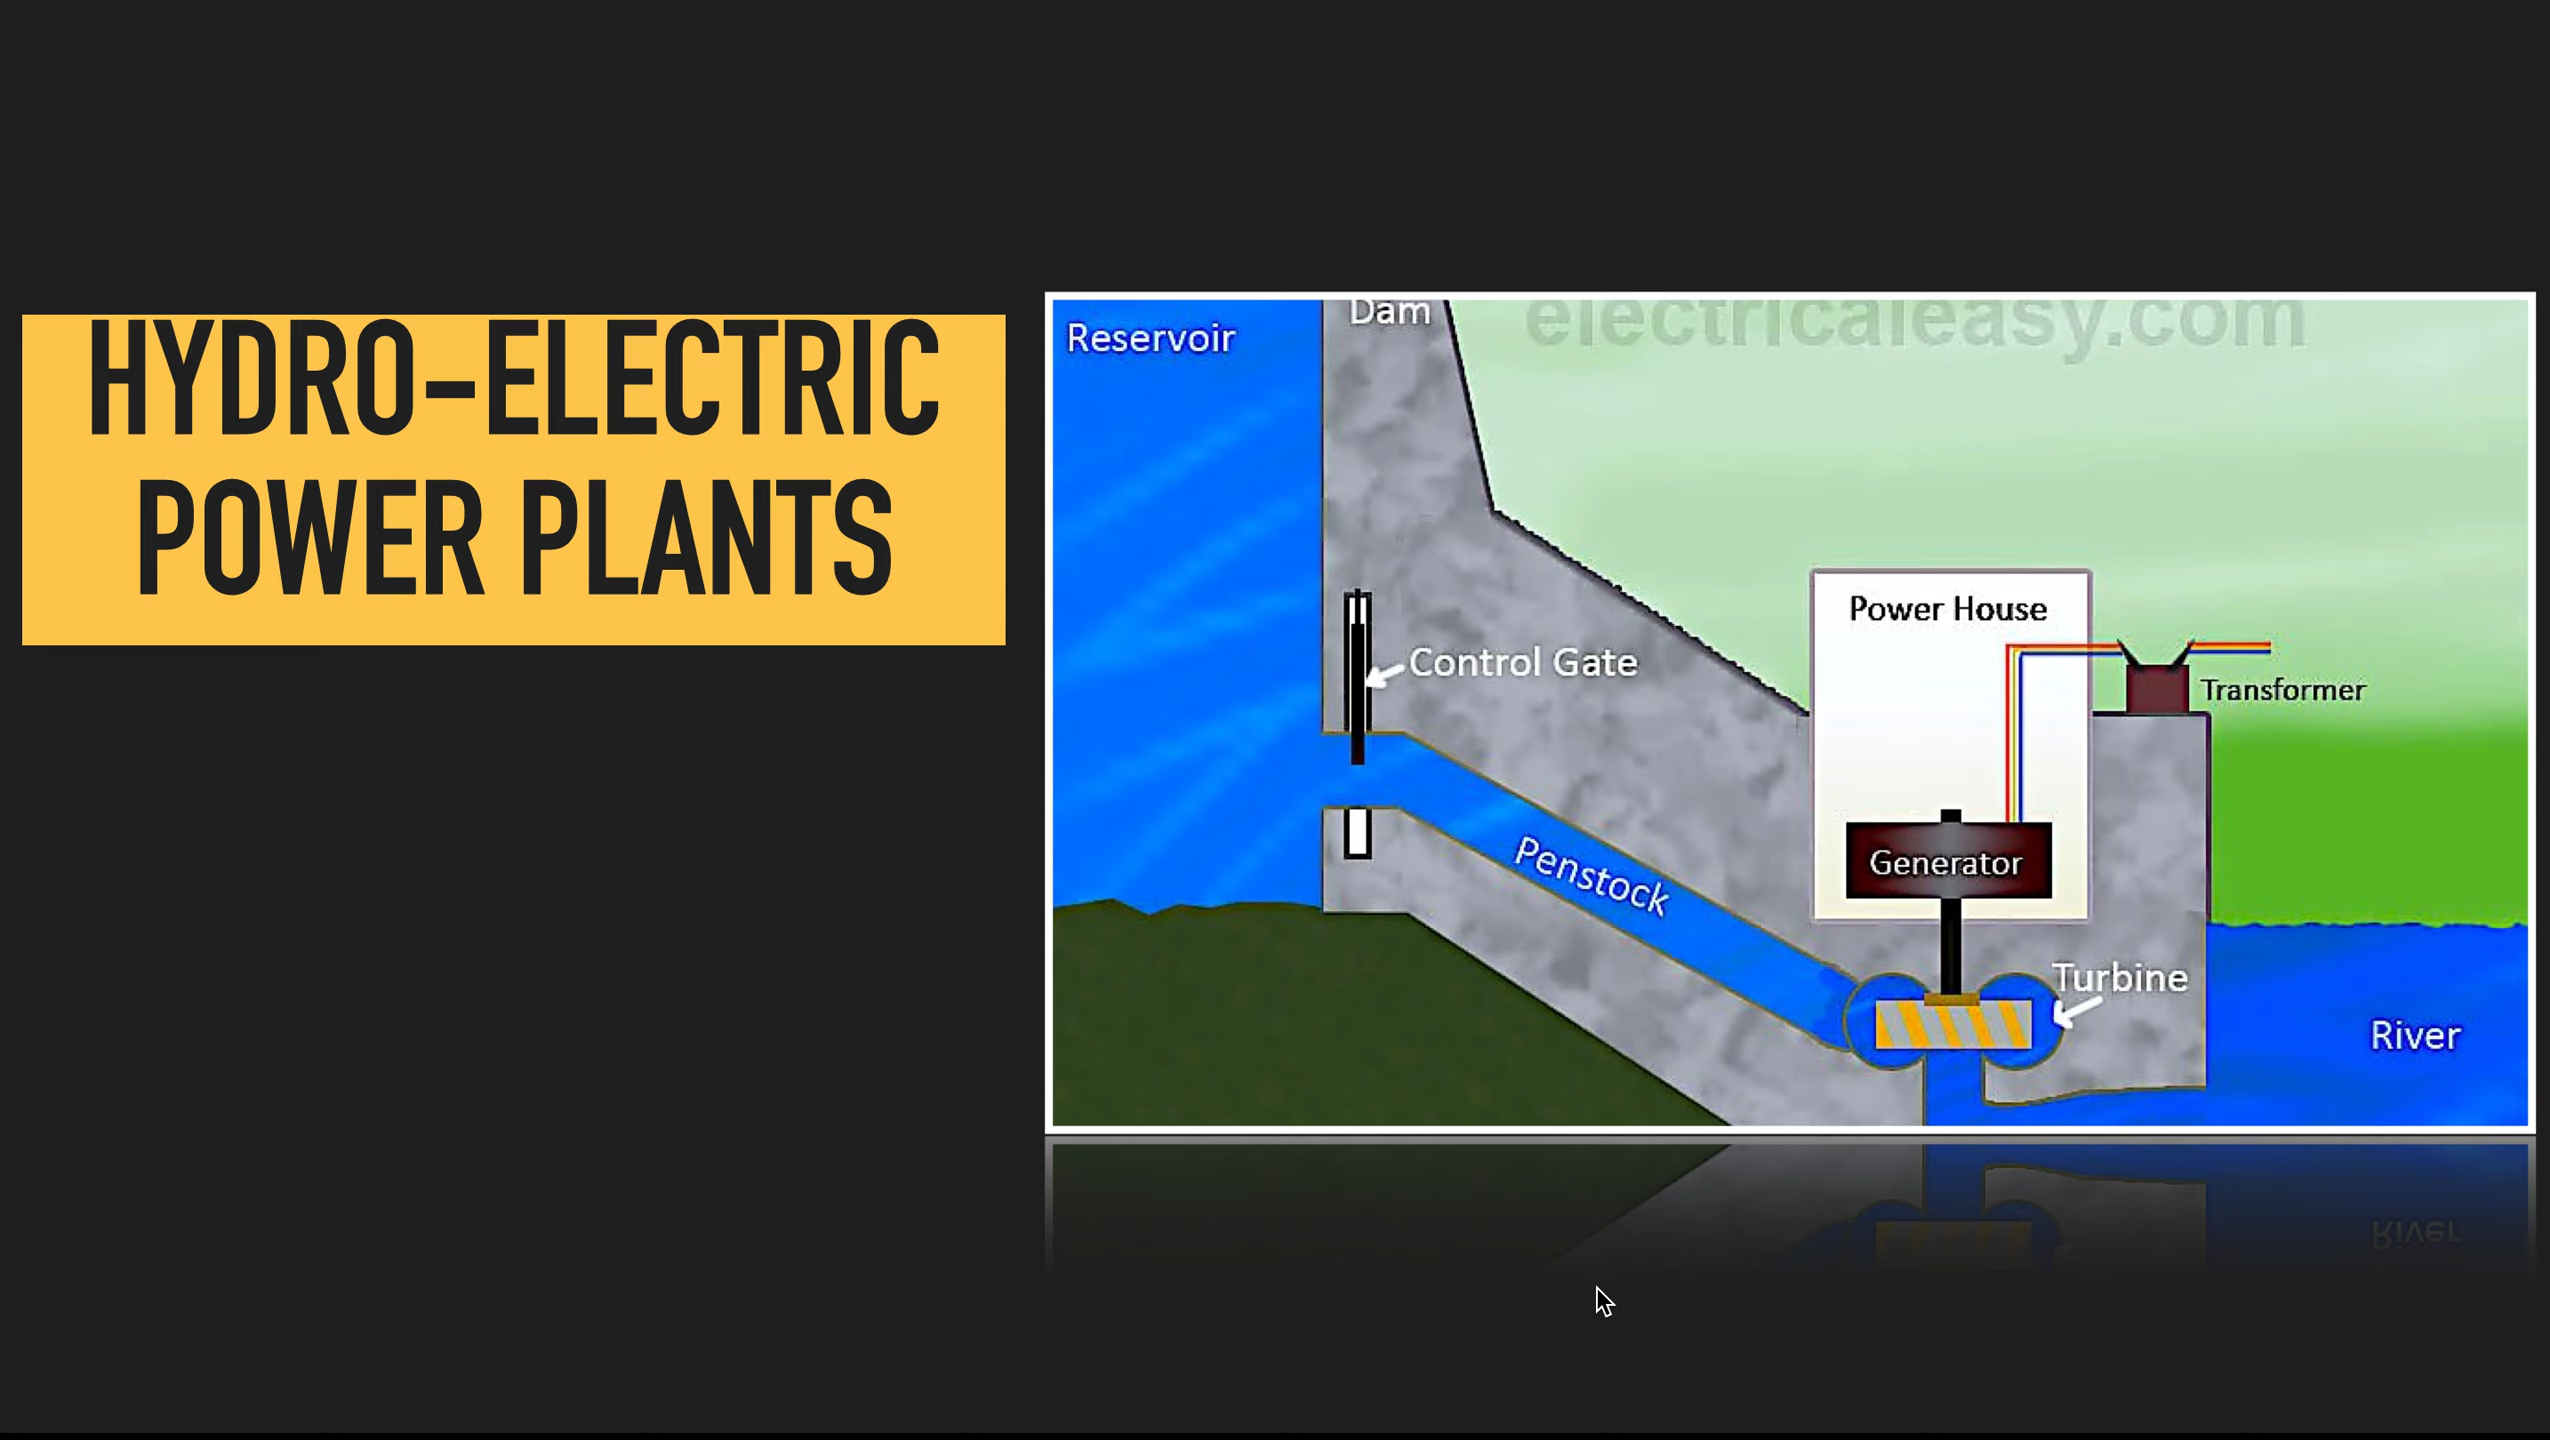 HYDRO-ELECTRIC
POWER PLANTS
Dam
electricaleasy.com
Reservoir
Power House
Control Gate
Transformer
Generator
Penstock
Turbine
River